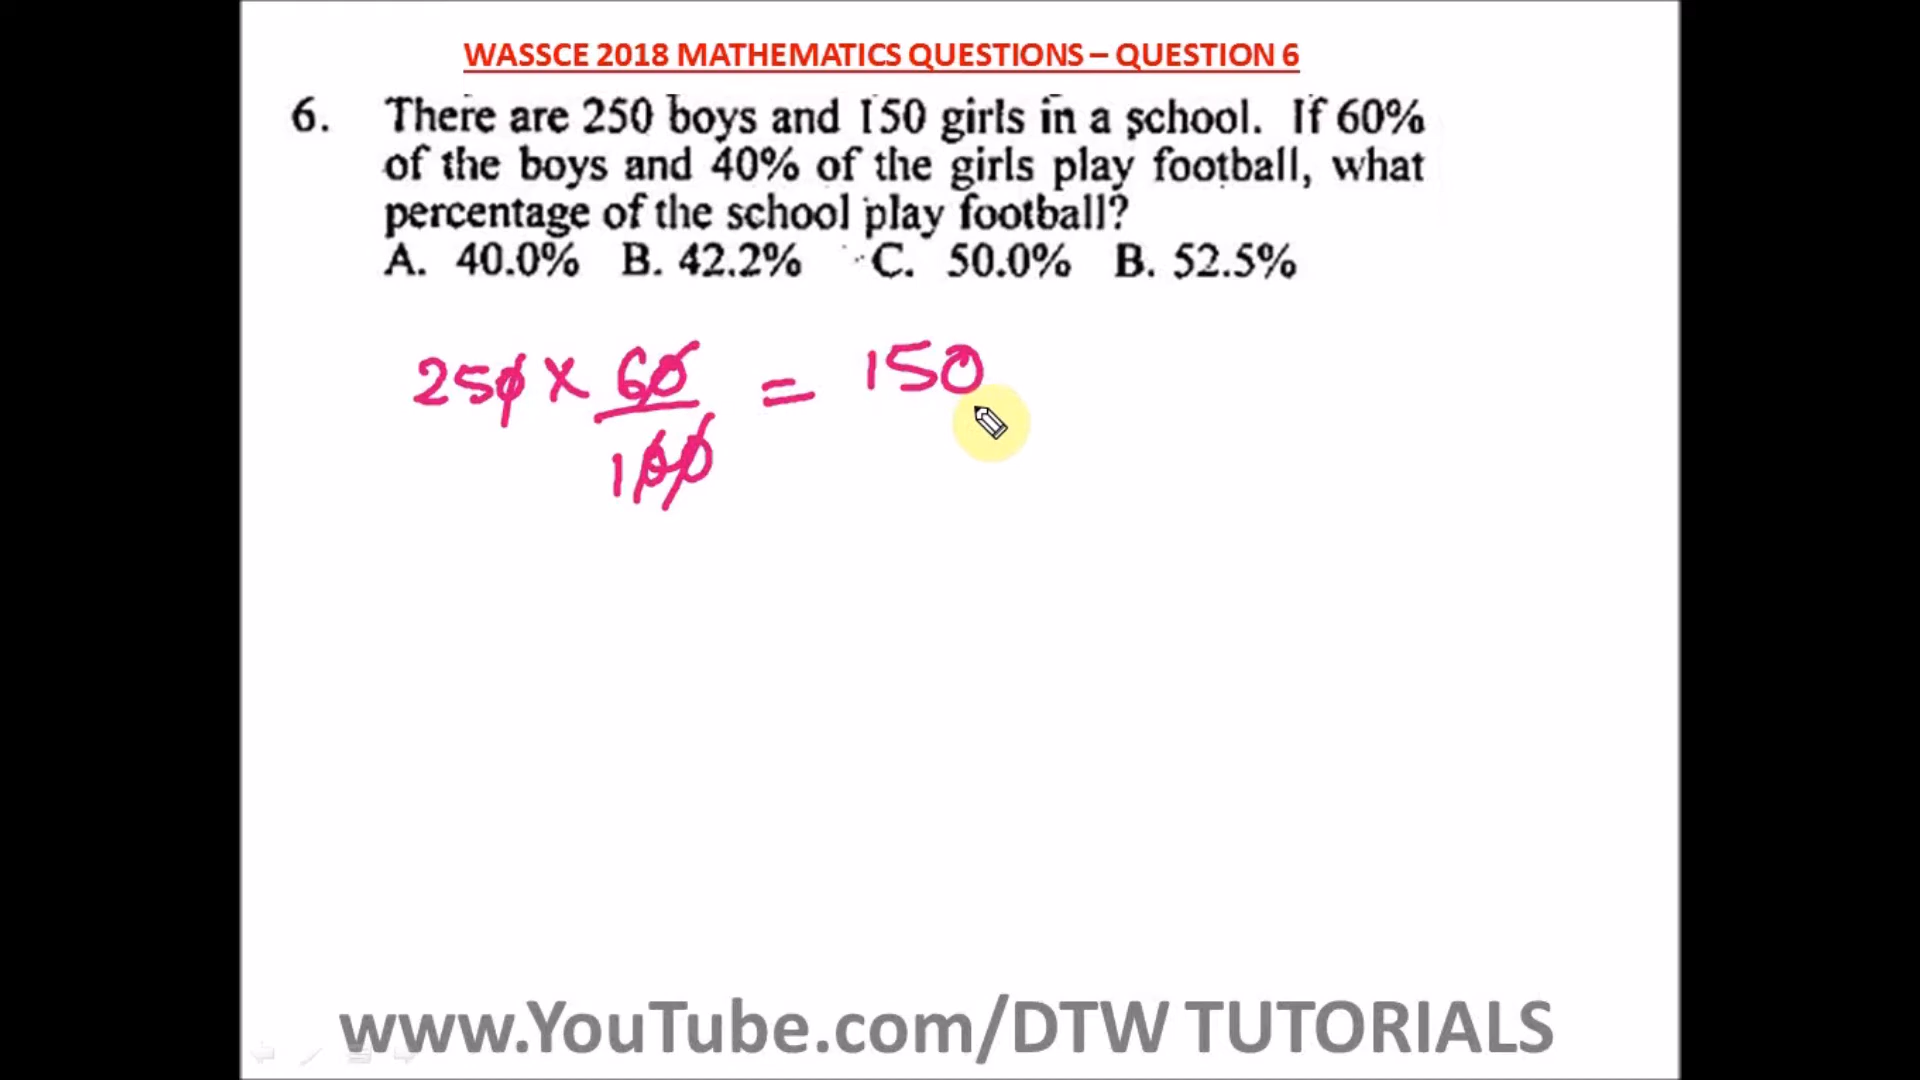 WASSCE 2018 MATHEMATICS QUESTIONS – QUESTION 6
6. There are 250 boys and 150 girls in a school. If 60%
of the boys and 40% of the girls play football, what
percentage of the school play football?
A. 40.0% B. 42.2% C. 50.0% B. 52.5%
250 x 60/100 = 150
www.YouTube.com/DTW TUTORIALS